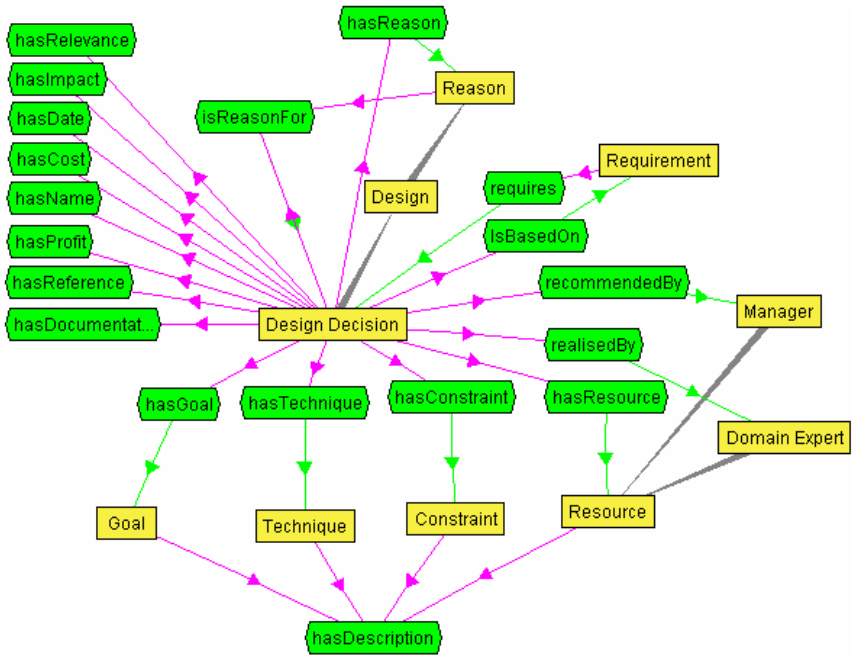 hasReason
hasRelevance
hasImpact
Reason
hasDate
isReasonFor
hasCost
Requirement
requires
hasName
Design
hasProfit
IsBasedOn
hasReference
recommendedBy
Manager
hasDocumentat...
Design Decision
realisedBy
hasGoal
hasTechnique
hasConstraint
hasResource
Domain Expert
Goal
Technique
Constraint
Resource
hasDescription